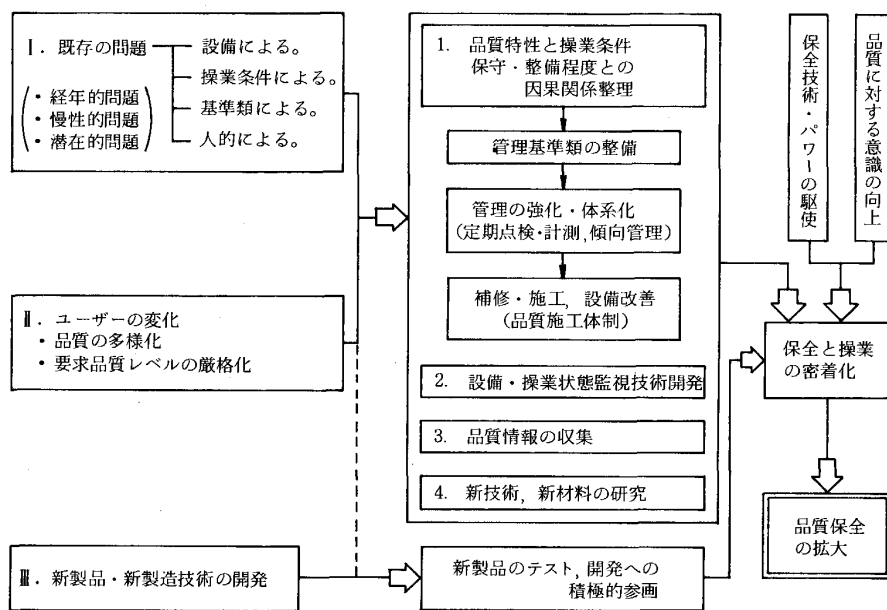 Ⅰ. 既存の問題
設備による。
操業条件による。
・経年的問題
・慢性的問題
・潜在的問題
基準類による。
人的による。
Ⅱ. ユーザーの変化
・品質の多様化
・要求品質レベルの厳格化
Ⅲ. 新製品・新製造技術の開発
1. 品質特性と操業条件
保守・整備程度との
因果関係整理
管理基準類の整備
管理の強化・体系化
(定期点検・計測,傾向管理)
補修・施工,設備改善
(品質施工体制)
2. 設備・操業状態監視技術開発
3. 品質情報の収集
4. 新技術,新材料の研究
新製品のテスト,開発への
積極的参画
保全技術・パワーの駆使
品質に対する意識の向上
保全と操業
の密着化
品質保全
の拡大